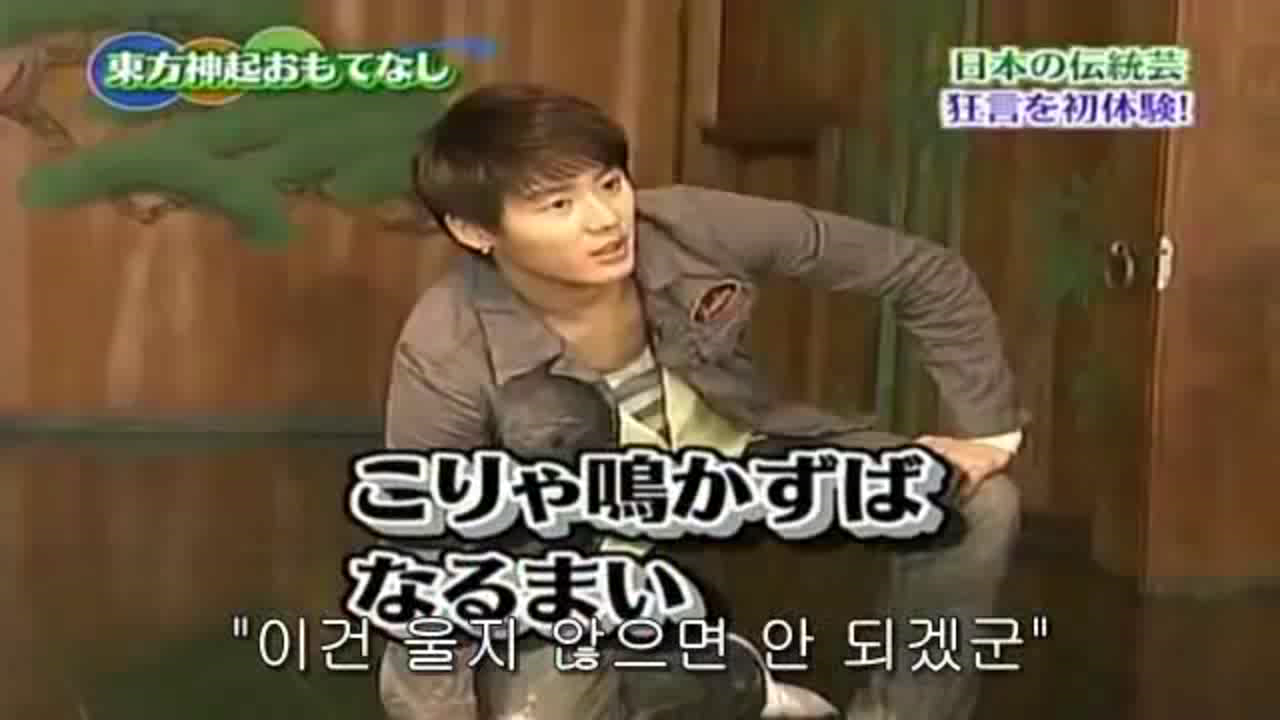 東方神起おもてなし
日本の伝統芸
狂言を初体験!
こりゃ鳴かずば
なるまい
"이건 울지 않으면 안 되겠군"